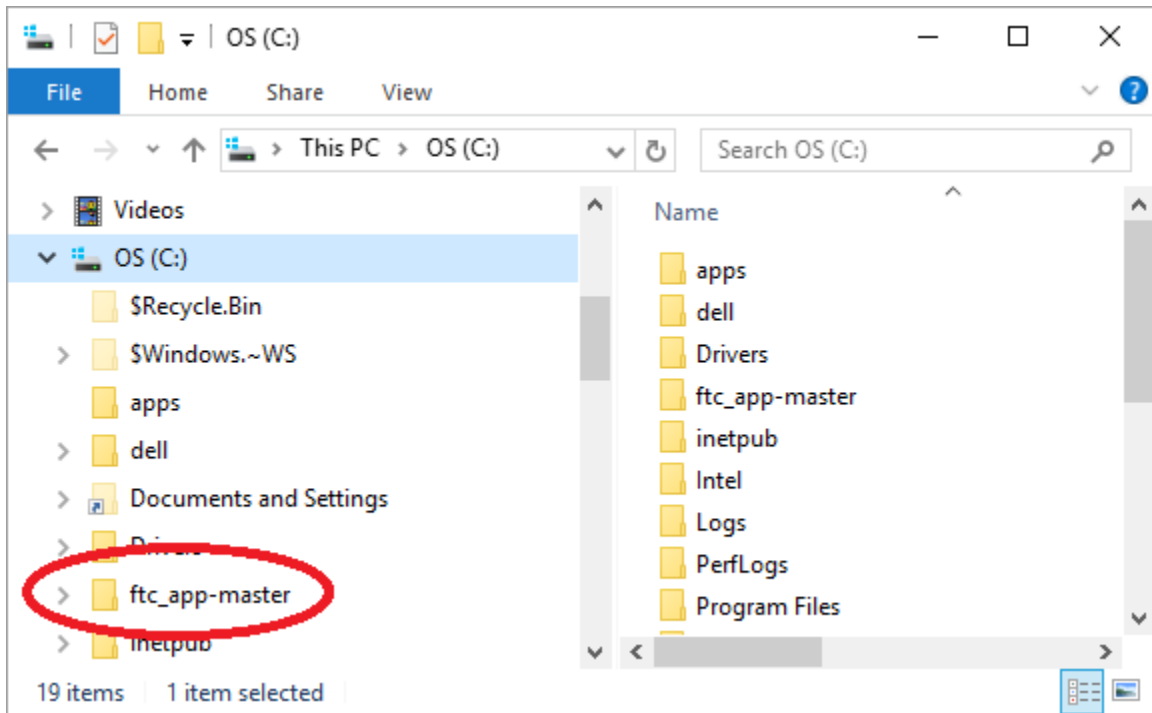 OS (C:)
File Home Share View
This PC > OS (C:) Search OS (C:)
Videos
OS (C:)
$Recycle.Bin
$Windows.~WS
apps
dell
Documents and Settings
Drivers
ftc_app-master
inetpub
Name
apps
dell
Drivers
ftc_app-master
inetpub
Intel
Logs
PerfLogs
Program Files
19 items 1 item selected